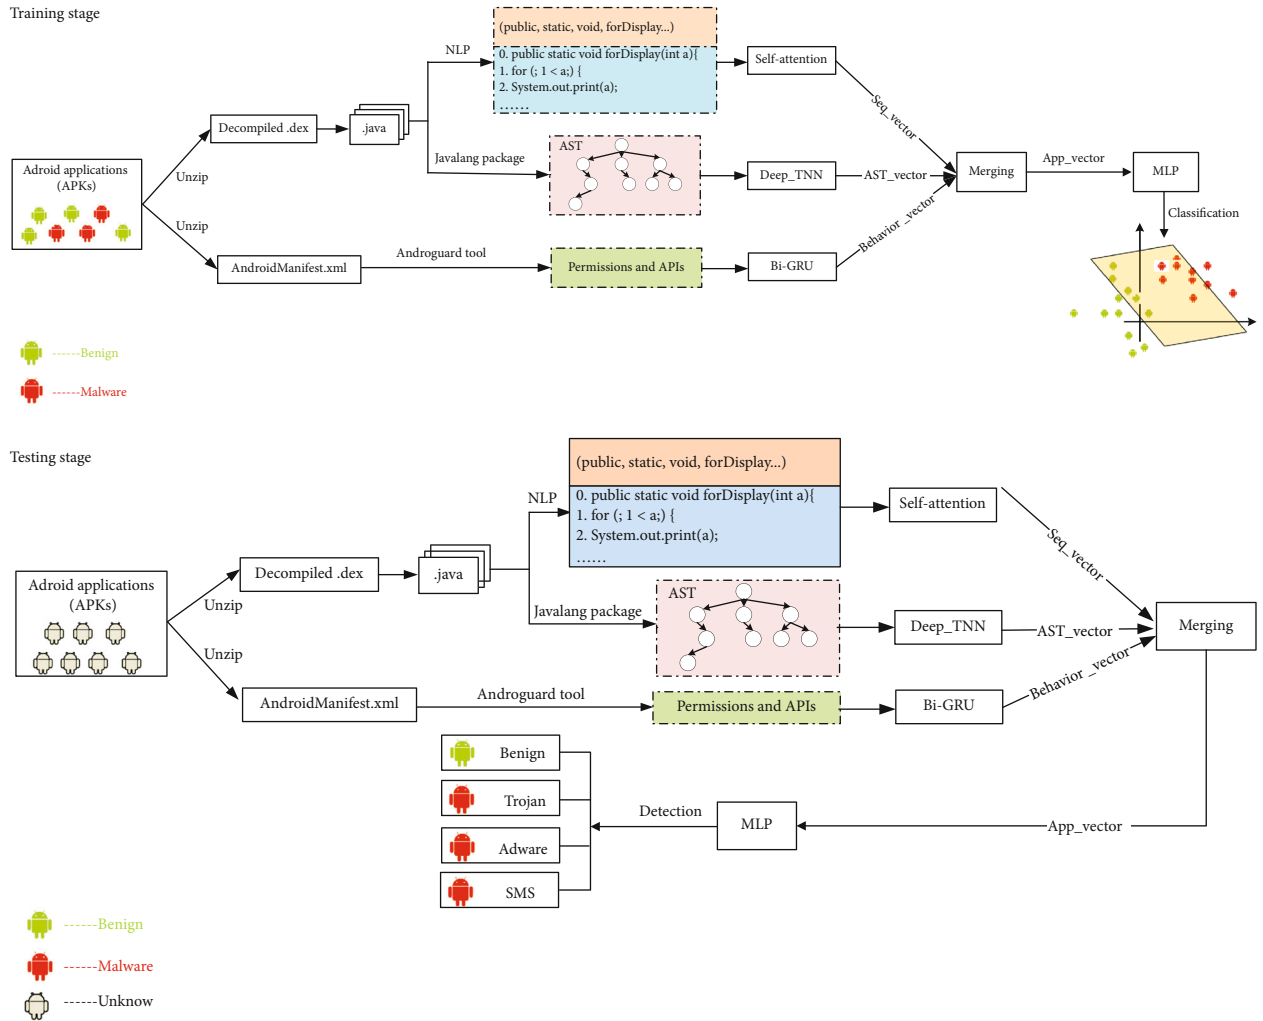 Training stage
(public, static, void, forDisplay...)
NLP
0. public static void forDisplay(int a){
1. for (; 1 < a;) {
2. System.out.print(a);
......
Self-attention
Seq_vector
Decompiled .dex
.java
Javalang package
AST
Deep_TNN
AST_vector
Merging
App_vector
MLP
Adroid applications
(APKs)
Unzip
Unzip
Classification
Behavior _vector
AndroidManifest.xml
Androguard tool
Permissions and APIs
Bi-GRU
------Benign
------Malware
Testing stage
(public, static, void, forDisplay...)
NLP
0. public static void forDisplay(int a){
1. for (; 1 < a;) {
2. System.out.print(a);
......
Self-attention
Seq_vector
Decompiled .dex
.java
Javalang package
AST
Deep_TNN
AST_vector
Merging
Adroid applications
(APKs)
Unzip
Unzip
Behavior _vector
AndroidManifest.xml
Androguard tool
Permissions and APIs
Bi-GRU
Benign
Trojan
Adware
SMS
Detection
MLP
App_vector
------Benign
------Malware
------Unknow